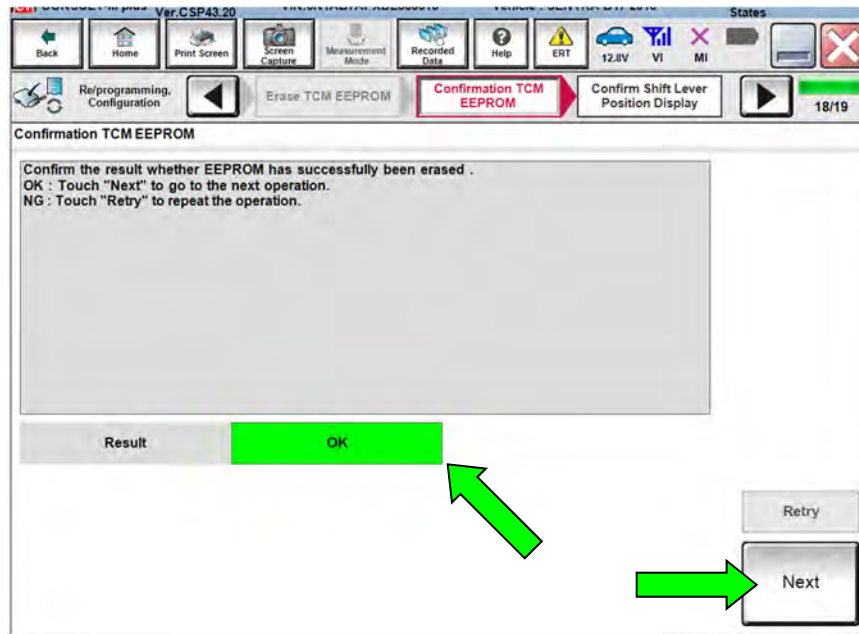 Ver.CSP43.20
States
Back
Home
Print Screen
Screen
Capture
Measurement
Mode
Recorded
Data
Help
ERT
12.8V
VI
MI
Re/programming,
Configuration
Erase TCM EEPROM
Confirmation TCM
EEPROM
Confirm Shift Lever
Position Display
18/19
Confirmation TCM EEPROM
Confirm the result whether EEPROM has successfully been erased .
OK : Touch "Next" to go to the next operation.
NG : Touch "Retry" to repeat the operation.
Result
OK
Retry
Next